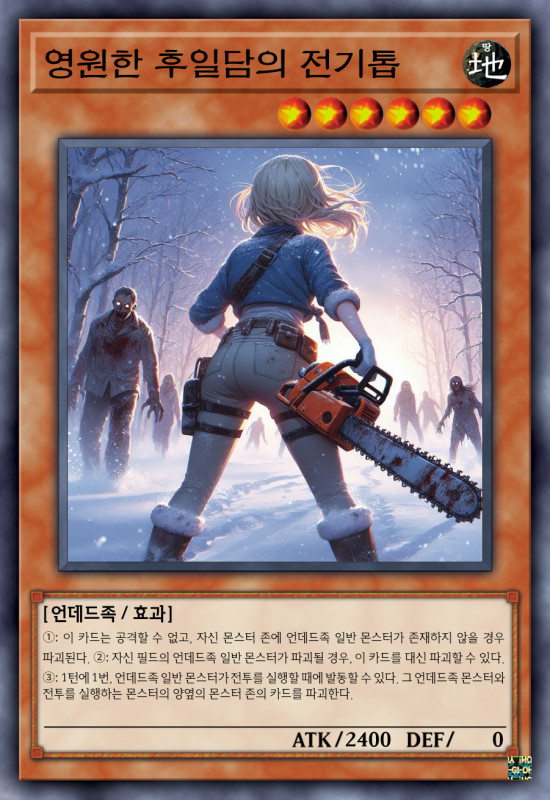 영원한 후일담의 전기톱
땅
地
[언데드족 / 효과]
①: 이 카드는 공격할 수 없고, 자신 몬스터 존에 언데드족 일반 몬스터가 존재하지 않을 경우
파괴된다. ②: 자신 필드의 언데드족 일반 몬스터가 파괴될 경우, 이 카드를 대신 파괴할 수 있다.
③: 1턴에 1번, 언데드족 일반 몬스터가 전투를 실행할 때에 발동할 수 있다. 그 언데드족 몬스터와
전투를 실행하는 몬스터의 양옆의 몬스터 존의 카드를 파괴한다.
ATK/2400 DEF/ 0